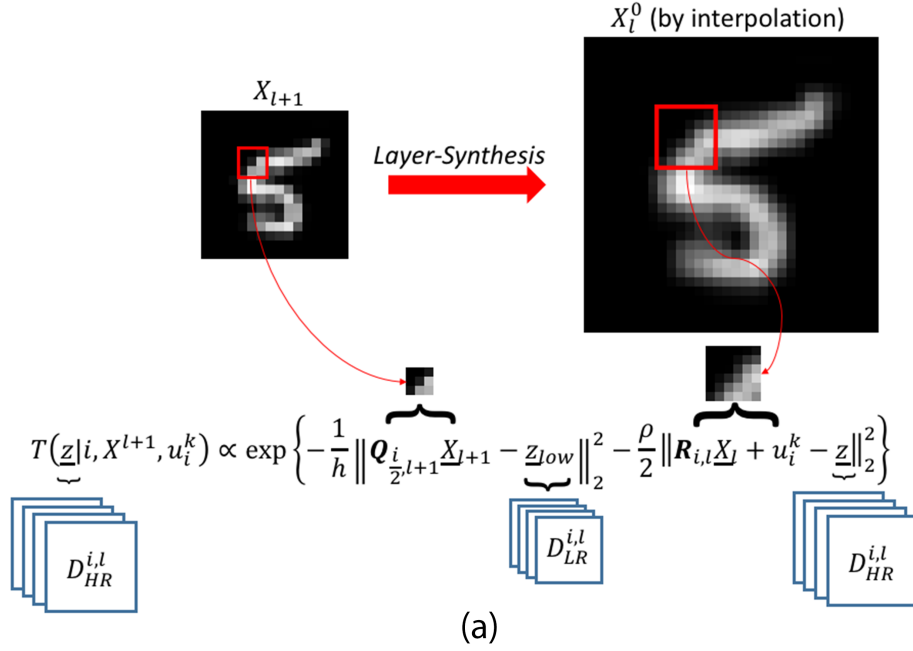 X_l^0 (by interpolation)
X_{l+1}
Layer-Synthesis
T(z|i, X^{l+1}, u_i^k) ∝ exp{−1/h ‖Q_{i/2,l+1} X_{l+1} − z_{low}‖_2^2 − ρ/2 ‖R_{i,l} X_l + u_i^k − z‖_2^2}
D_{HR}^{i,l}
D_{LR}^{i,l}
D_{HR}^{i,l}
(a)